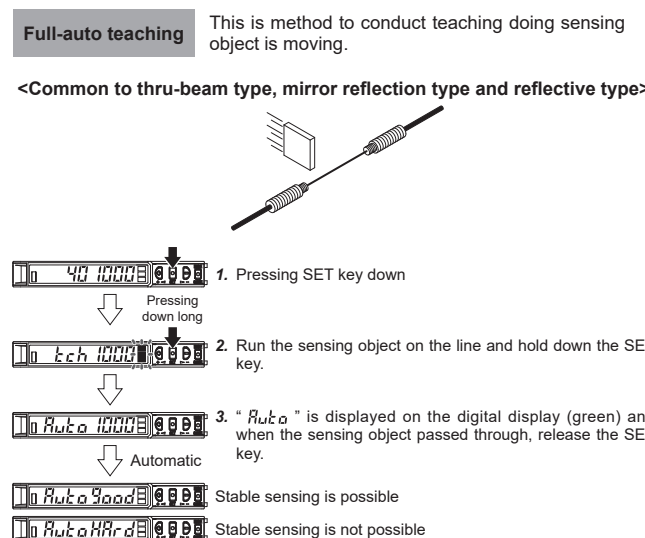 Full-auto teaching
This is method to conduct teaching doing sensing
object is moving.
<Common to thru-beam type, mirror reflection type and reflective type>
40 1000
1. Pressing SET key down
Pressing
down long
tch 1000
2. Run the sensing object on the line and hold down the SE
key.
Auto 1000
3. " Auto " is displayed on the digital display (green) an
when the sensing object passed through, release the SE
key.
Automatic
Auto good
Stable sensing is possible
Auto HArd
Stable sensing is not possible